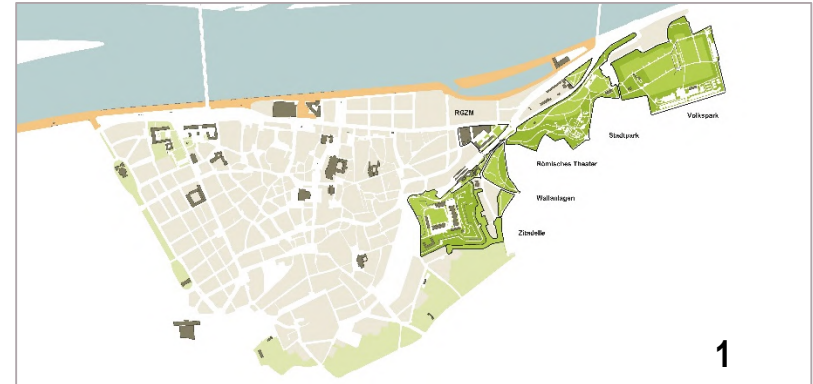 RGZM
Volkspark
Stadtpark
Römisches Theater
Wallanlagen
Zitadelle
1